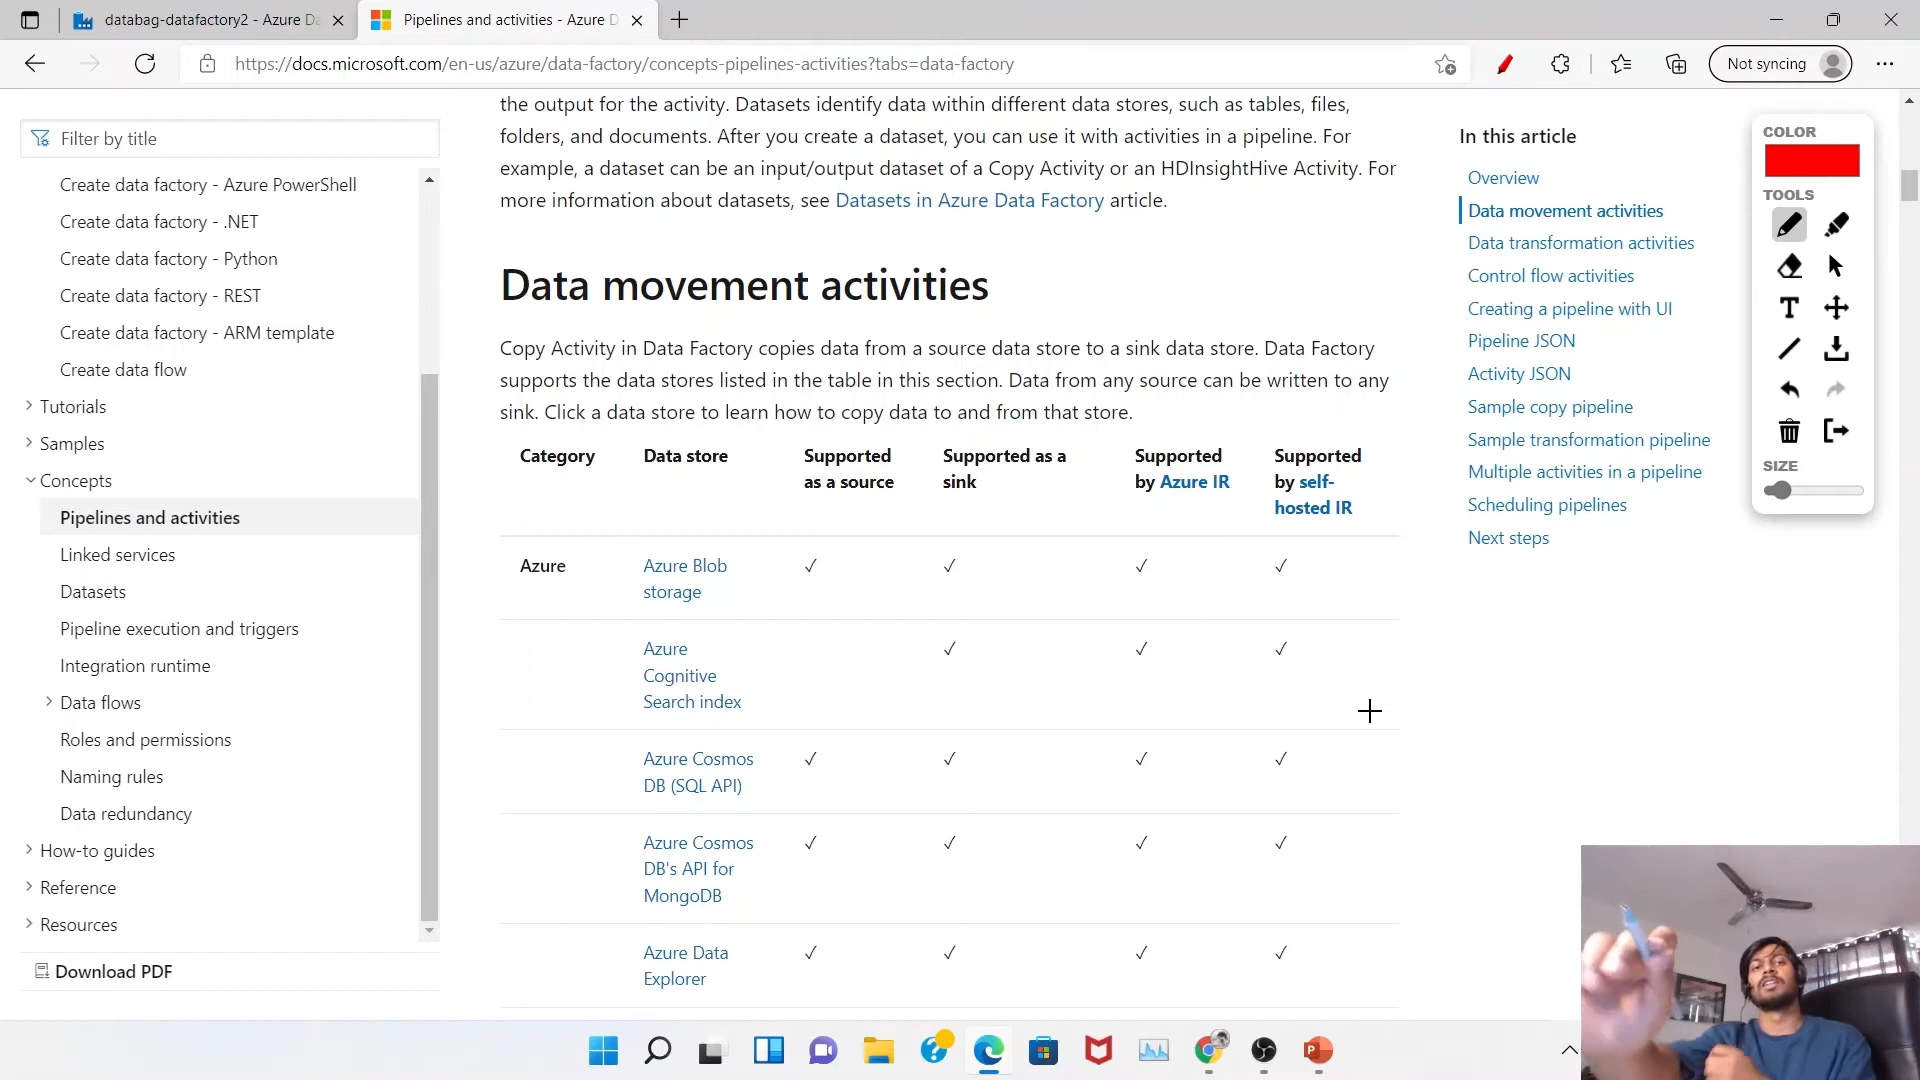 databag-datafactory2 - Azure Da
Pipelines and activities - Azure D
https://docs.microsoft.com/en-us/azure/data-factory/concepts-pipelines-activities?tabs=data-factory
Not syncing
Filter by title
Create data factory - Azure PowerShell
Create data factory - .NET
Create data factory - Python
Create data factory - REST
Create data factory - ARM template
Create data flow
Tutorials
Samples
Concepts
Pipelines and activities
Linked services
Datasets
Pipeline execution and triggers
Integration runtime
Data flows
Roles and permissions
Naming rules
Data redundancy
How-to guides
Reference
Resources
Download PDF
the output for the activity. Datasets identify data within different data stores, such as tables, files,
folders, and documents. After you create a dataset, you can use it with activities in a pipeline. For
example, a dataset can be an input/output dataset of a Copy Activity or an HDInsightHive Activity. For
more information about datasets, see Datasets in Azure Data Factory article.
Data movement activities
Copy Activity in Data Factory copies data from a source data store to a sink data store. Data Factory
supports the data stores listed in the table in this section. Data from any source can be written to any
sink. Click a data store to learn how to copy data to and from that store.
Category Data store Supported Supported as a Supported Supported
as a source sink by Azure IR by self-
hosted IR
Azure Azure Blob ✓ ✓ ✓ ✓
storage
Azure ✓ ✓ ✓
Cognitive
Search index
Azure Cosmos ✓ ✓ ✓ ✓
DB (SQL API)
Azure Cosmos ✓ ✓ ✓ ✓
DB's API for
MongoDB
Azure Data ✓ ✓ ✓ ✓
Explorer
In this article
Overview
Data movement activities
Data transformation activities
Control flow activities
Creating a pipeline with UI
Pipeline JSON
Activity JSON
Sample copy pipeline
Sample transformation pipeline
Multiple activities in a pipeline
Scheduling pipelines
Next steps
COLOR
TOOLS
T
SIZE